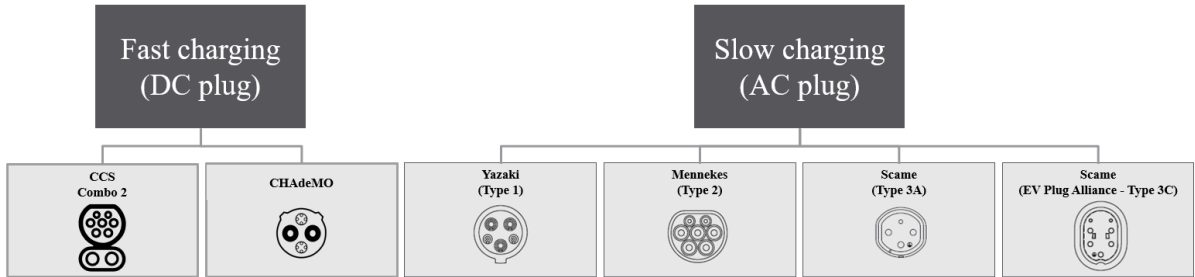 Fast charging
(DC plug)
Slow charging
(AC plug)
CCS
Combo 2
CHAdeMO
Yazaki
(Type 1)
Mennekes
(Type 2)
Scame
(Type 3A)
Scame
(EV Plug Alliance - Type 3C)